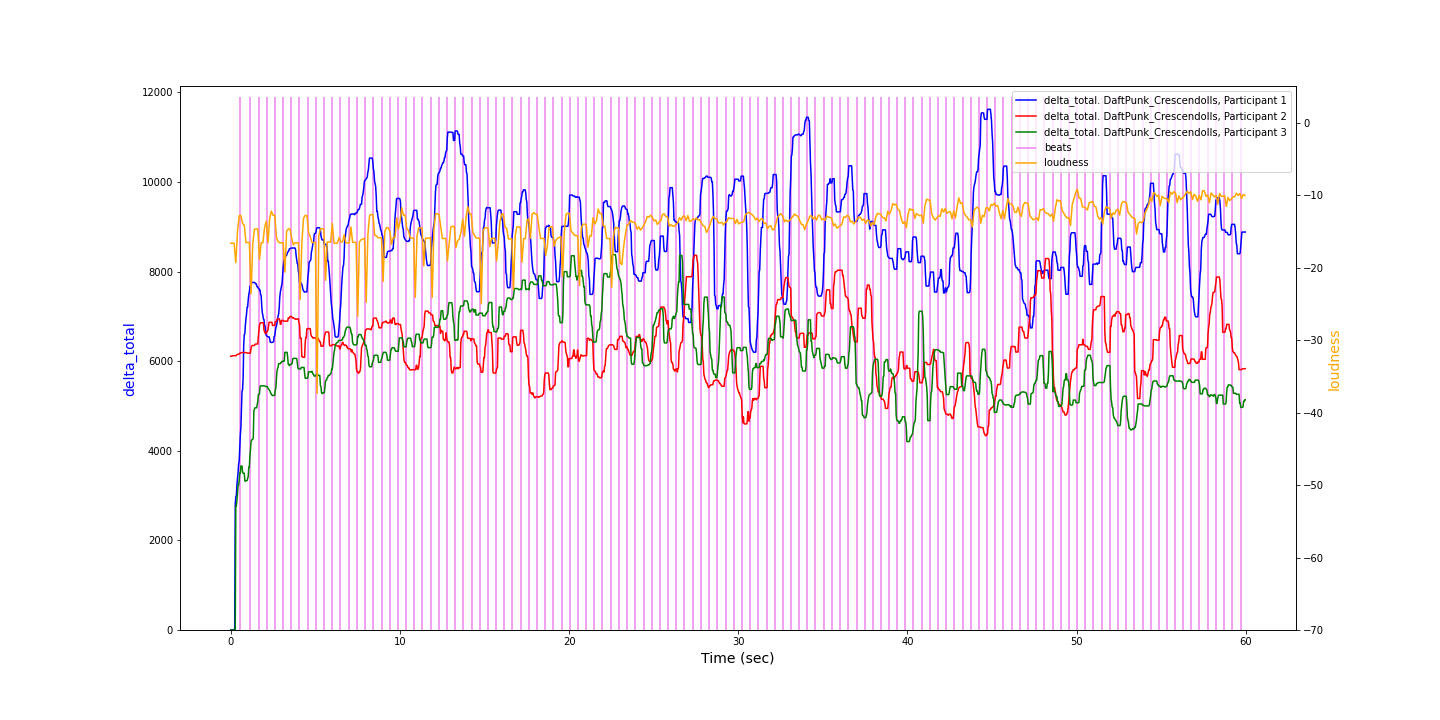 12000
10000
8000
6000
4000
2000
0
delta_total
delta_total. DaftPunk_Crescendolls, Participant 1
delta_total. DaftPunk_Crescendolls, Participant 2
delta_total. DaftPunk_Crescendolls, Participant 3
beats
loudness
0
−10
−20
−30
−40
−50
−60
−70
loudness
0 10 20 30 40 50 60
Time (sec)